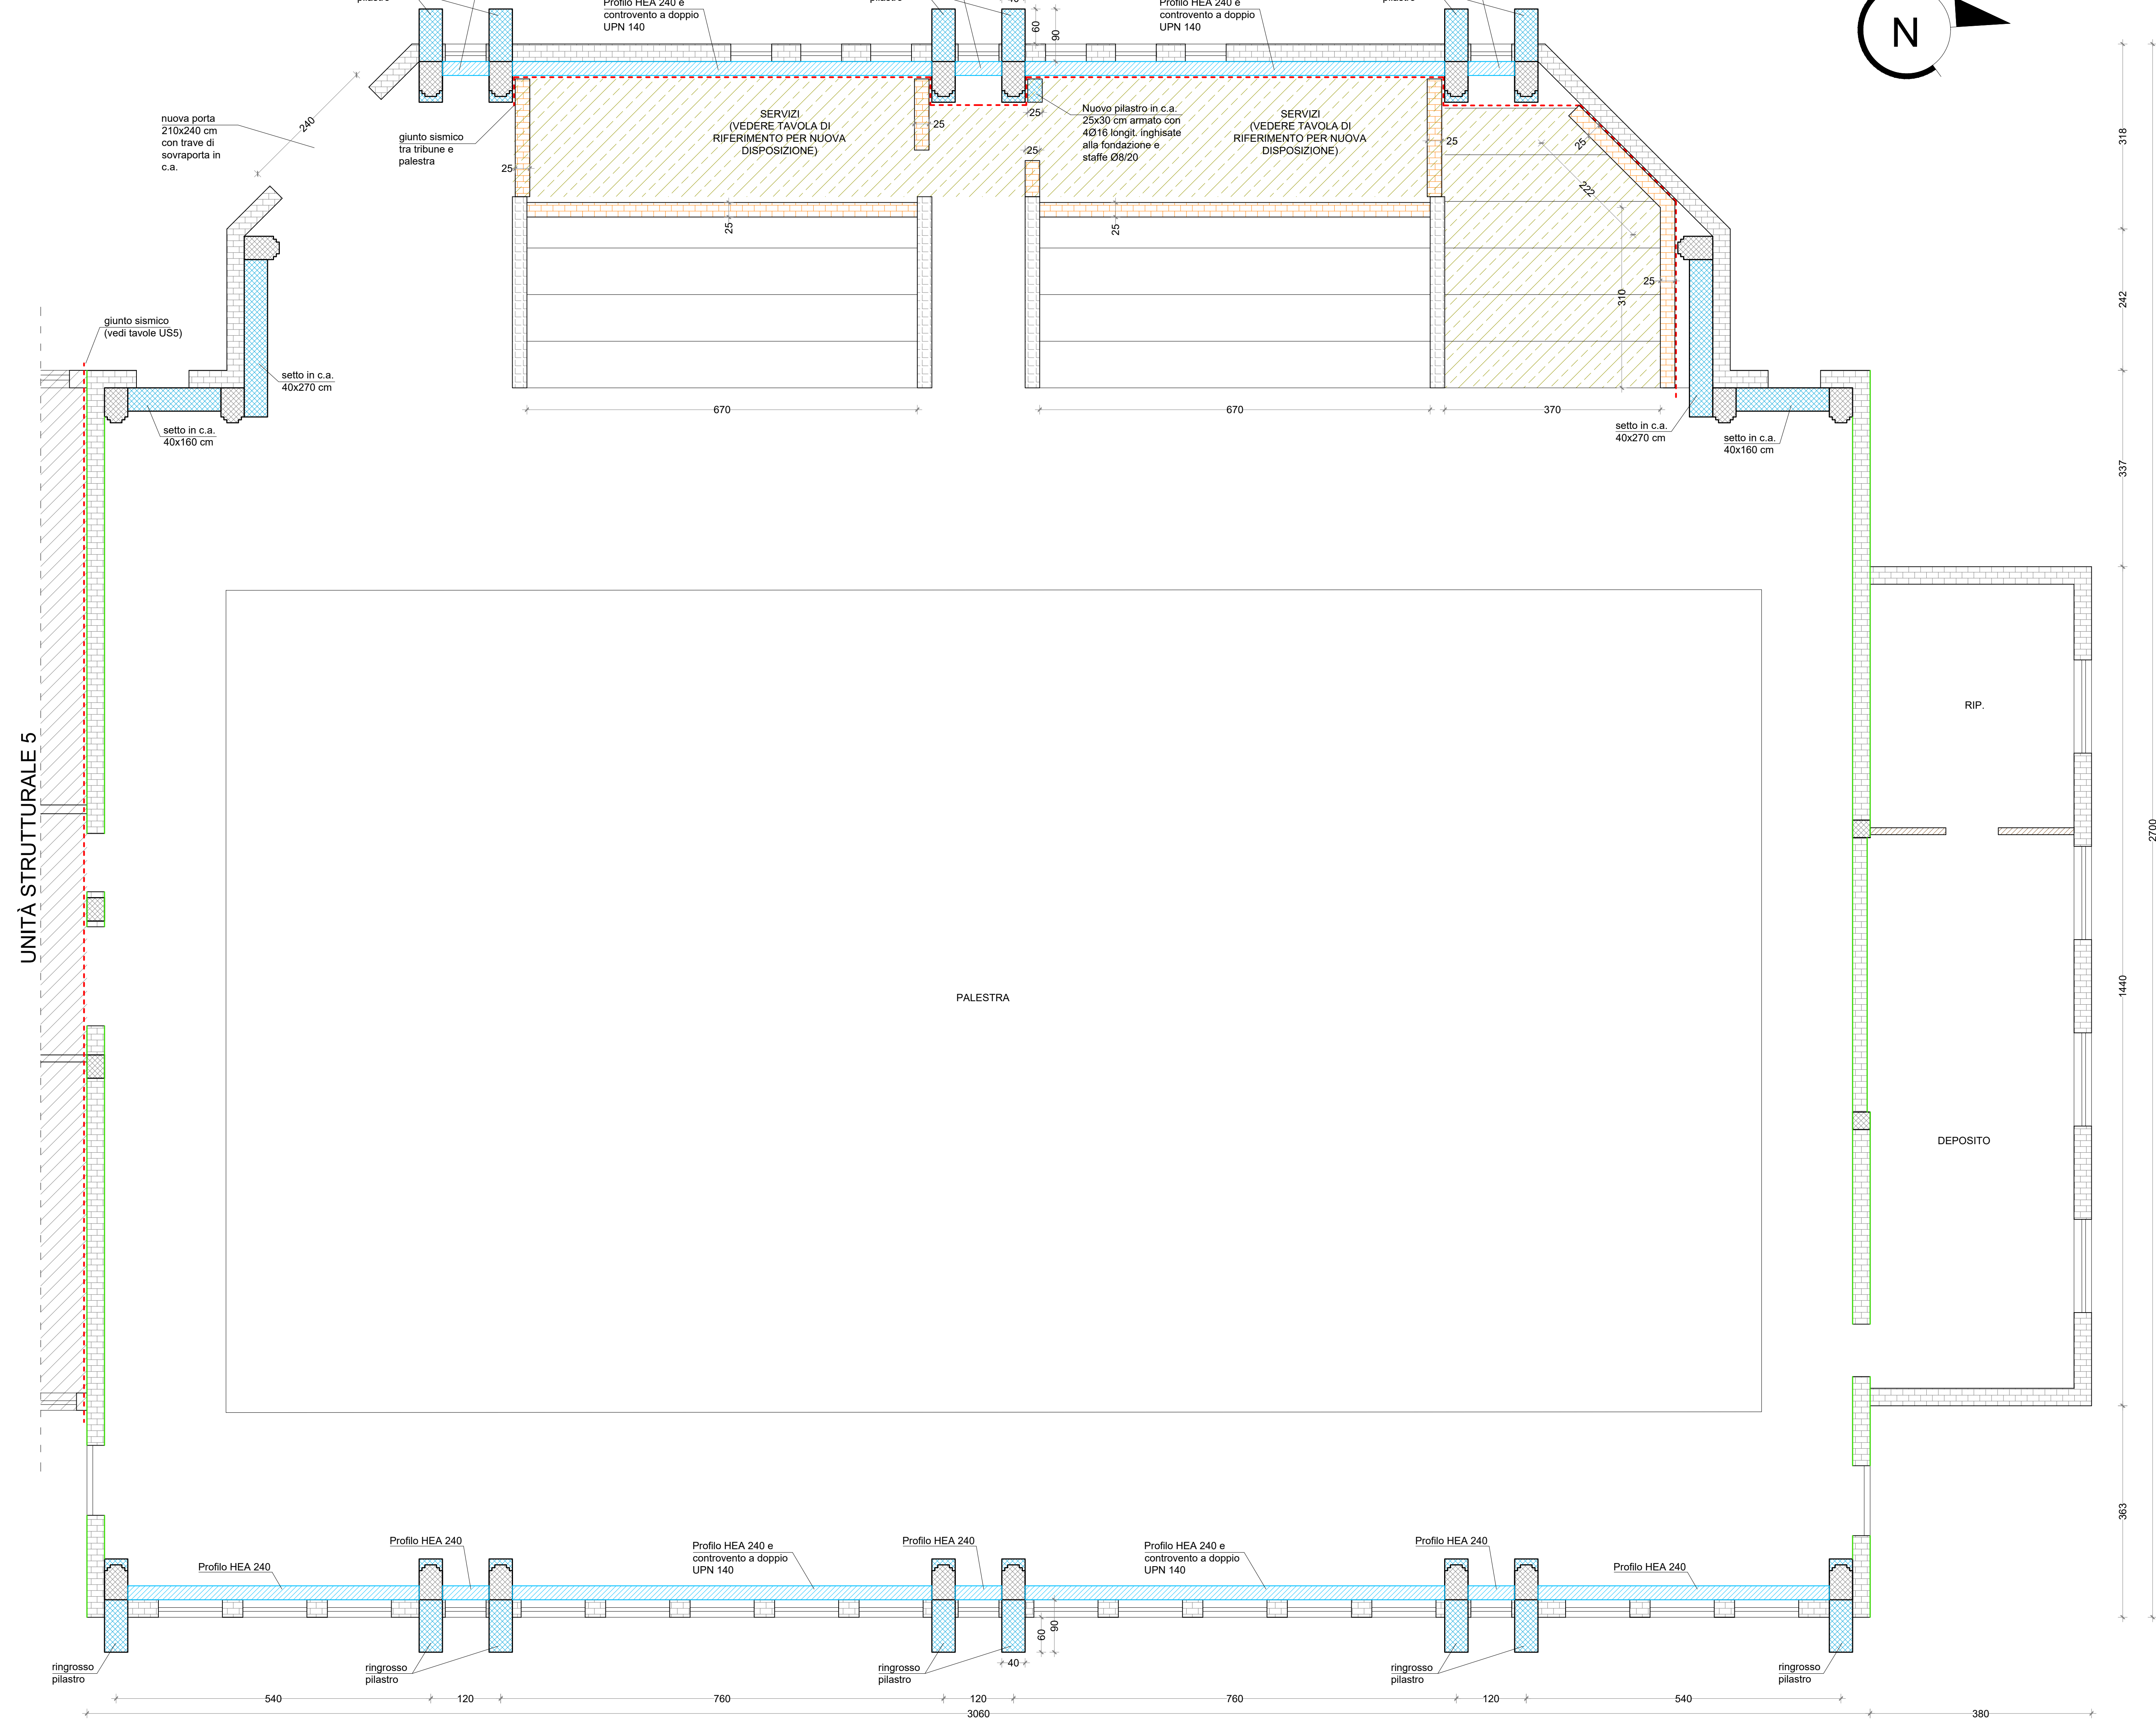 pilastro
Profilo HEA 240 e
controvento a doppio
UPN 140
pilastro
40
60
90
Profilo HEA 240 e
controvento a doppio
UPN 140
pilastro
N
nuova porta
210x240 cm
con trave di
sovraporta in
c.a.
240
giunto sismico
tra tribune e
palestra
25
SERVIZI
(VEDERE TAVOLA DI
RIFERIMENTO PER NUOVA
DISPOSIZIONE)
25
25
25
Nuovo pilastro in c.a.
25x30 cm armato con
4Ø16 longit. inghisate
alla fondazione e
staffe Ø8/20
SERVIZI
(VEDERE TAVOLA DI
RIFERIMENTO PER NUOVA
DISPOSIZIONE)
25
25
222
318
25
25
242
310
25
giunto sismico
(vedi tavole US5)
setto in c.a.
40x270 cm
setto in c.a.
40x160 cm
670
670
370
setto in c.a.
40x270 cm
setto in c.a.
40x160 cm
337
RIP.
UNITÀ STRUTTURALE 5
2700
PALESTRA
1440
DEPOSITO
363
Profilo HEA 240
Profilo HEA 240
Profilo HEA 240 e
controvento a doppio
UPN 140
Profilo HEA 240
Profilo HEA 240 e
controvento a doppio
UPN 140
Profilo HEA 240
Profilo HEA 240
60
90
40
ringrosso
pilastro
ringrosso
pilastro
ringrosso
pilastro
ringrosso
pilastro
ringrosso
pilastro
540
120
760
120
760
120
540
3060
380